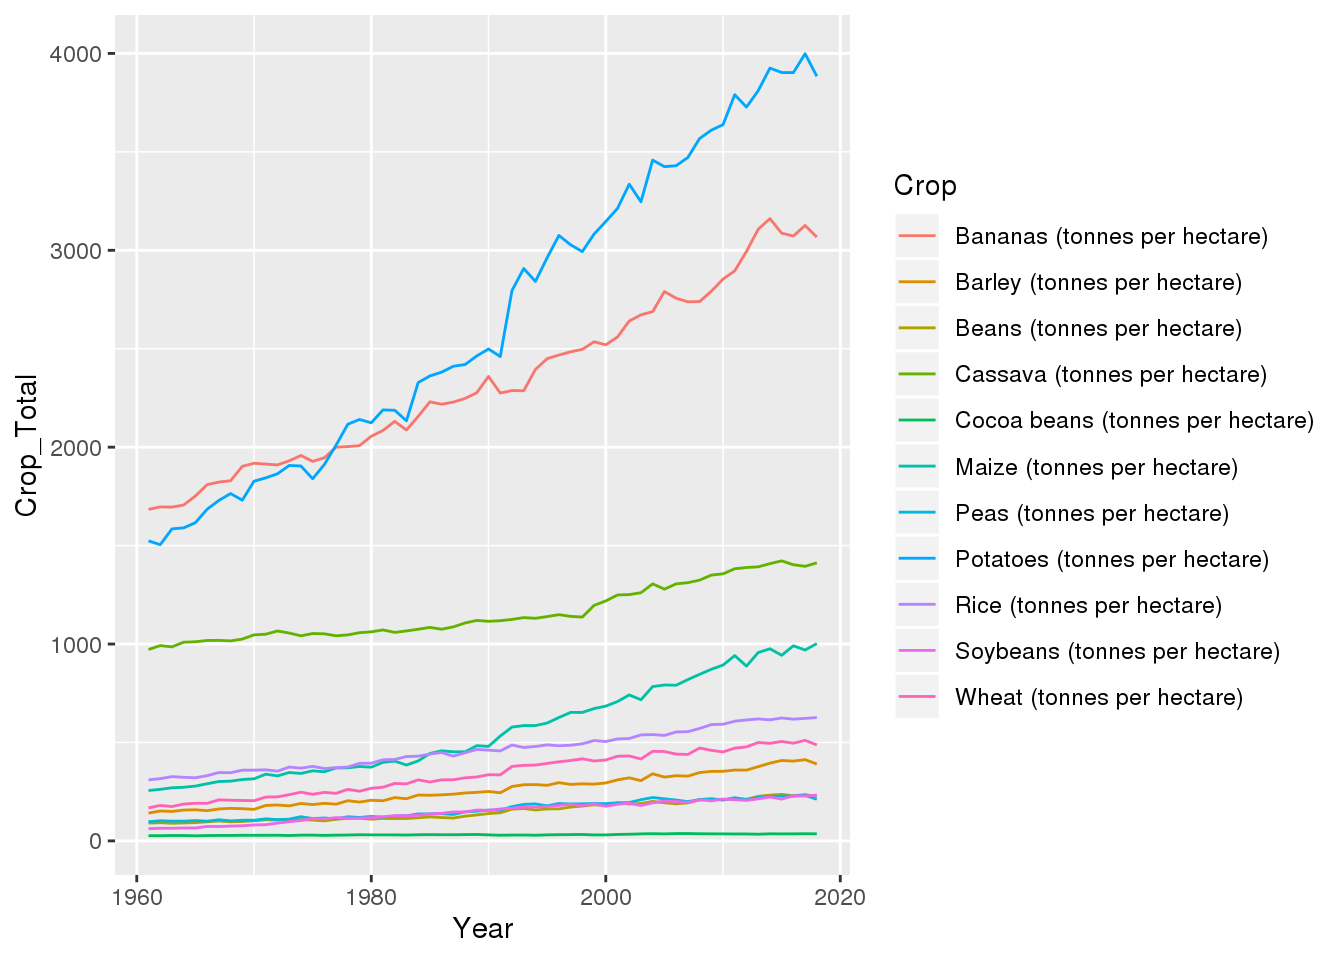 4000
3000
2000
1000
0
Crop_Total
1960
1980
2000
2020
Year
Crop
Bananas (tonnes per hectare)
Barley (tonnes per hectare)
Beans (tonnes per hectare)
Cassava (tonnes per hectare)
Cocoa beans (tonnes per hectare)
Maize (tonnes per hectare)
Peas (tonnes per hectare)
Potatoes (tonnes per hectare)
Rice (tonnes per hectare)
Soybeans (tonnes per hectare)
Wheat (tonnes per hectare)